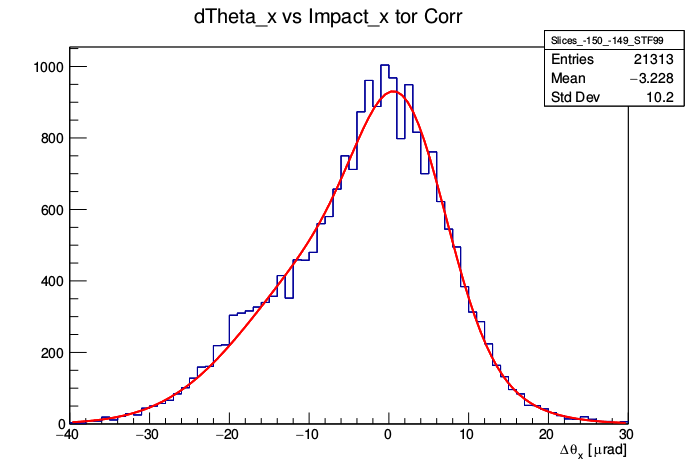 dTheta_x vs Impact_x tor Corr
Slices_-150_-149_STF99
Entries 21313
Mean −3.228
Std Dev 10.2
1000
800
600
400
200
0
−40 −30 −20 −10 0 10 20 30
Δθx [μrad]